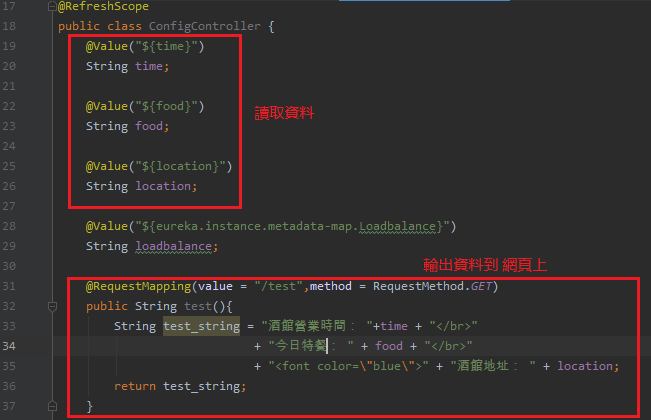 17 @RefreshScope
18 public class ConfigController {
19 @Value("${time}")
20 String time;
21
22 @Value("${food}")
23 String food;
讀取資料
24
25 @Value("${location}")
26 String location;
27
28 @Value("${eureka.instance.metadata-map.Loadbalance}")
29 String loadbalance;
30
輸出資料到 網頁上
31 @RequestMapping(value = "/test",method = RequestMethod.GET)
32 public String test(){
33 String test_string = "酒館營業時間： "+time + "</br>"
34 + "今日特餐： " + food + "</br>"
35 + "<font color=\"blue\">" + "酒館地址： " + location;
36 return test_string;
37 }